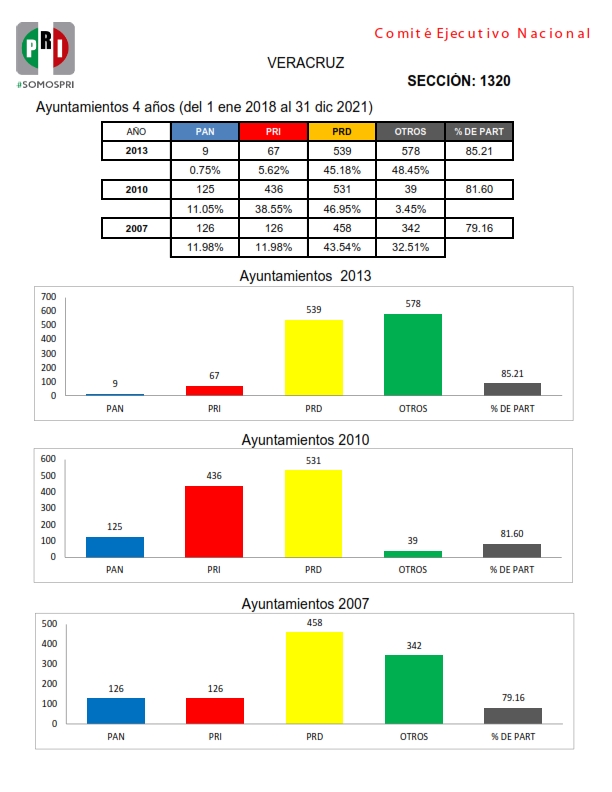 Comité Ejecutivo Nacional
PRI
#SOMOSPRI
VERACRUZ
SECCIÓN: 1320
Ayuntamientos 4 años (del 1 ene 2018 al 31 dic 2021)
AÑO PAN PRI PRD OTROS % DE PART
2013 9 67 539 578 85.21
0.75% 5.62% 45.18% 48.45%
2010 125 436 531 39 81.60
11.05% 38.55% 46.95% 3.45%
2007 126 126 458 342 79.16
11.98% 11.98% 43.54% 32.51%
Ayuntamientos 2013
700
600
500
400
300
200
100
0
9 67 539 578 85.21
PAN PRI PRD OTROS % DE PART
Ayuntamientos 2010
600
500
400
300
200
100
0
125 436 531 39 81.60
PAN PRI PRD OTROS % DE PART
Ayuntamientos 2007
500
400
300
200
100
0
126 126 458 342 79.16
PAN PRI PRD OTROS % DE PART